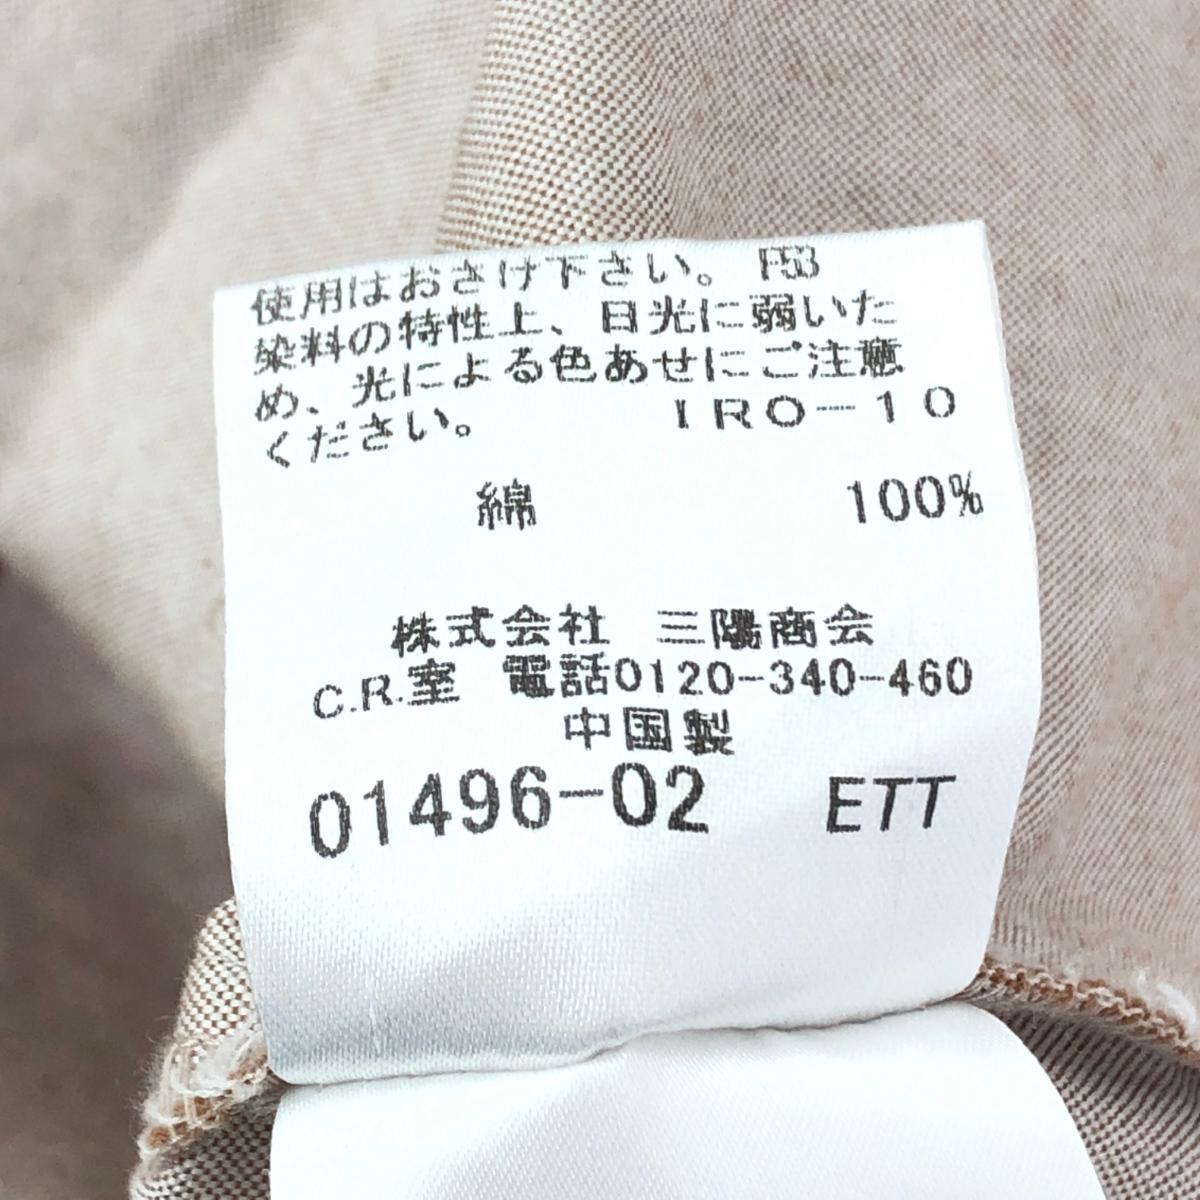 使用はおさけ下さい。 P53
染料の特性上、日光に弱いた
め、光による色あせにご注意
ください。 IRO-10
綿 100%
株式会社 三陽商会
C.R.室 電話0120-340-460
中国製
01496-02 ETT